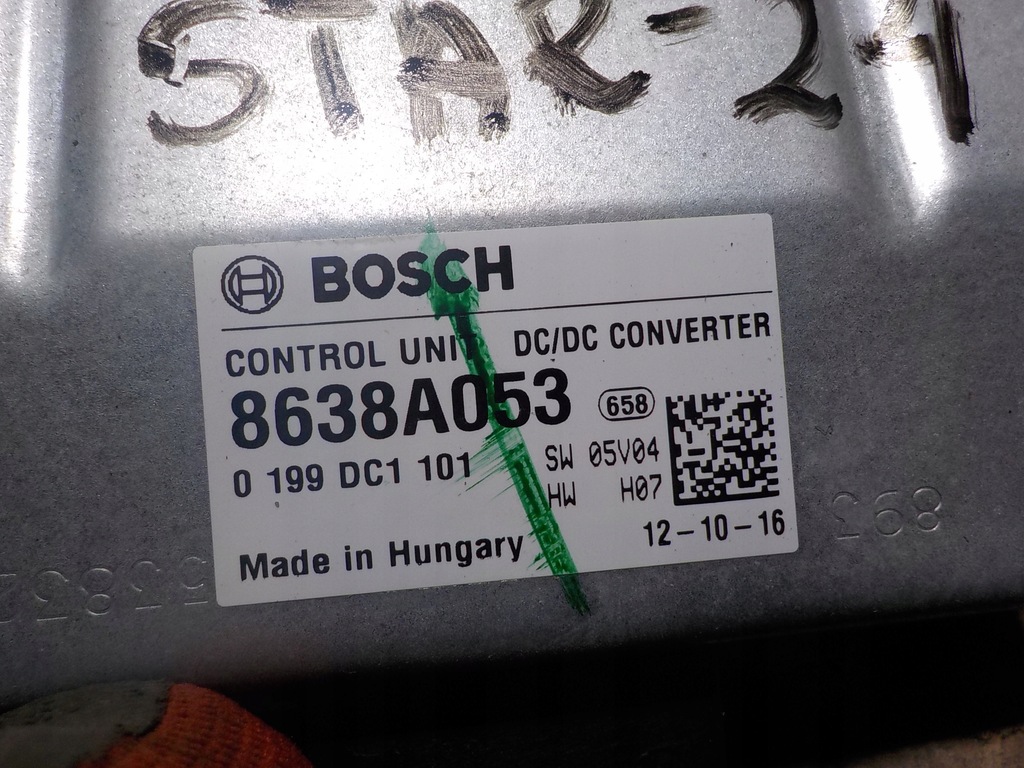 STAR-24
BOSCH
CONTROL UNIT DC/DC CONVERTER
8638A053 658
0 199 DC1 101 SW 05V04
HW H07
12-10-16
Made in Hungary